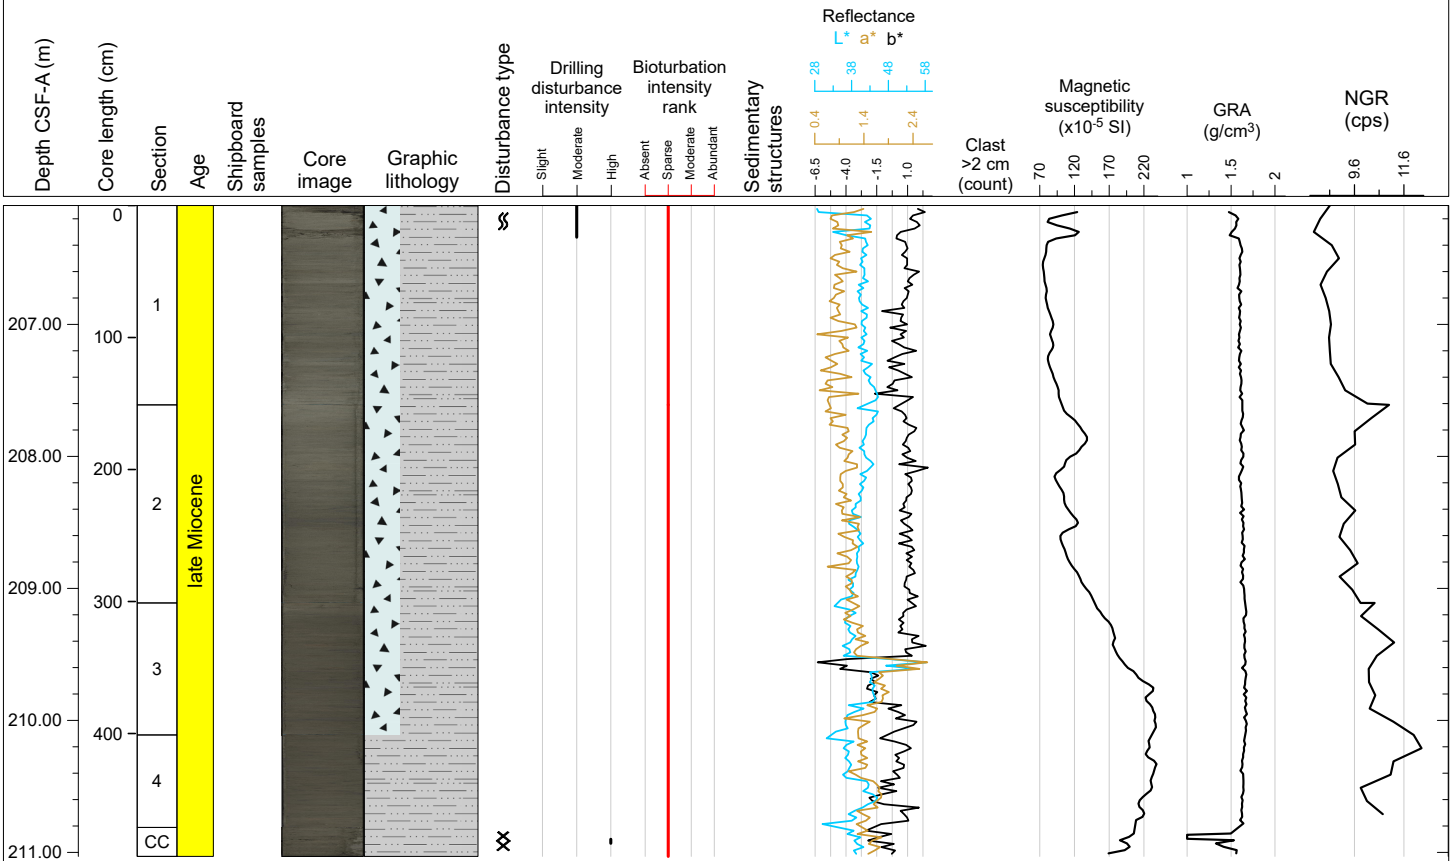 Depth CSF-A (m)
Core length (cm)
Section
Age
Shipboard
samples
Core
image
Graphic
lithology
Disturbance type
Drilling
disturbance
intensity
Slight
Moderate
High
Bioturbation
intensity
rank
Absent
Sparse
Moderate
Abundant
Sedimentary
structures
Reflectance
L* a* b*
28 38 48 58
0.4 1.4 2.4
-6.5 -4.0 -1.5 1.0
Clast
>2 cm
(count)
Magnetic
susceptibility
(x10-5 SI)
70 120 170 220
GRA
(g/cm3)
1 1.5 2
NGR
(cps)
9.6 11.6
0
1
207.00
100
208.00
200
2
late Miocene
209.00
300
3
210.00
400
4
CC
211.00